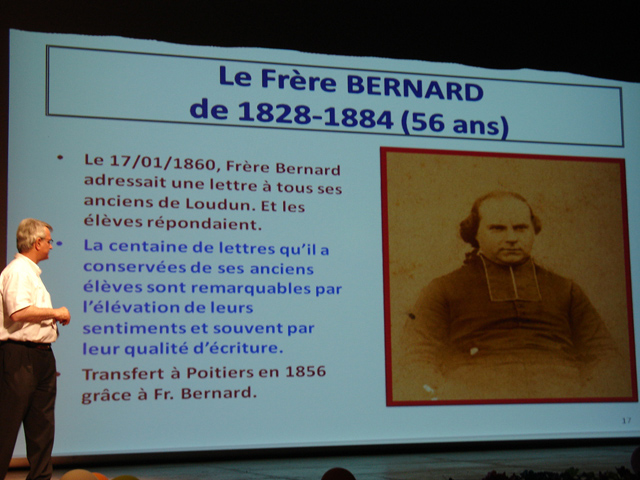 Le Frère BERNARD
de 1828-1884 (56 ans)
• Le 17/01/1860, Frère Bernard
adressait une lettre à tous ses
anciens de Loudun. Et les
élèves répondaient.
• La centaine de lettres qu'il a
conservées de ses anciens
élèves sont remarquables par
l'élévation de leurs
sentiments et souvent par
leur qualité d'écriture.
Transfert à Poitiers en 1856
grâce à Fr. Bernard.
17